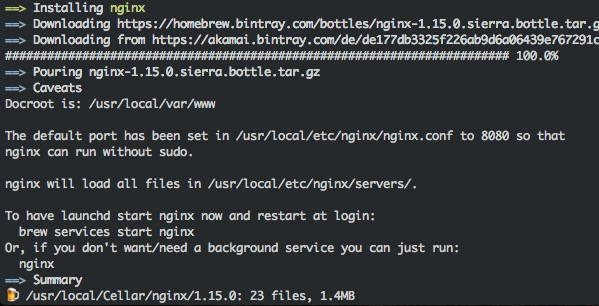 ==> Installing nginx
==> Downloading https://homebrew.bintray.com/bottles/nginx-1.15.0.sierra.bottle.tar.g
==> Downloading from https://akamai.bintray.com/de/de177db3325f226ab9d6a06439e767291c
######################################################################## 100.0%
==> Pouring nginx-1.15.0.sierra.bottle.tar.gz
==> Caveats
Docroot is: /usr/local/var/www
The default port has been set in /usr/local/etc/nginx/nginx.conf to 8080 so that
nginx can run without sudo.
nginx will load all files in /usr/local/etc/nginx/servers/.
To have launchd start nginx now and restart at login:
  brew services start nginx
Or, if you don't want/need a background service you can just run:
  nginx
==> Summary
🍺 /usr/local/Cellar/nginx/1.15.0: 23 files, 1.4MB